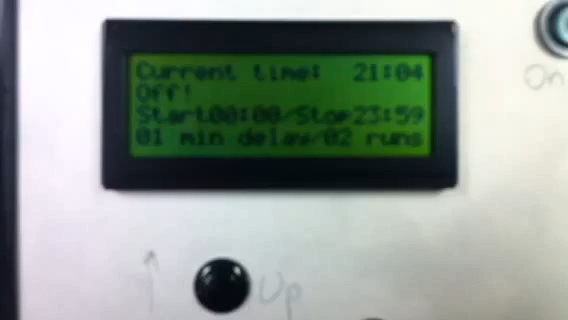 Current time: 21:04
Off!
Start00:00/Stop23:59
01 min delay/02 runs
On
Up